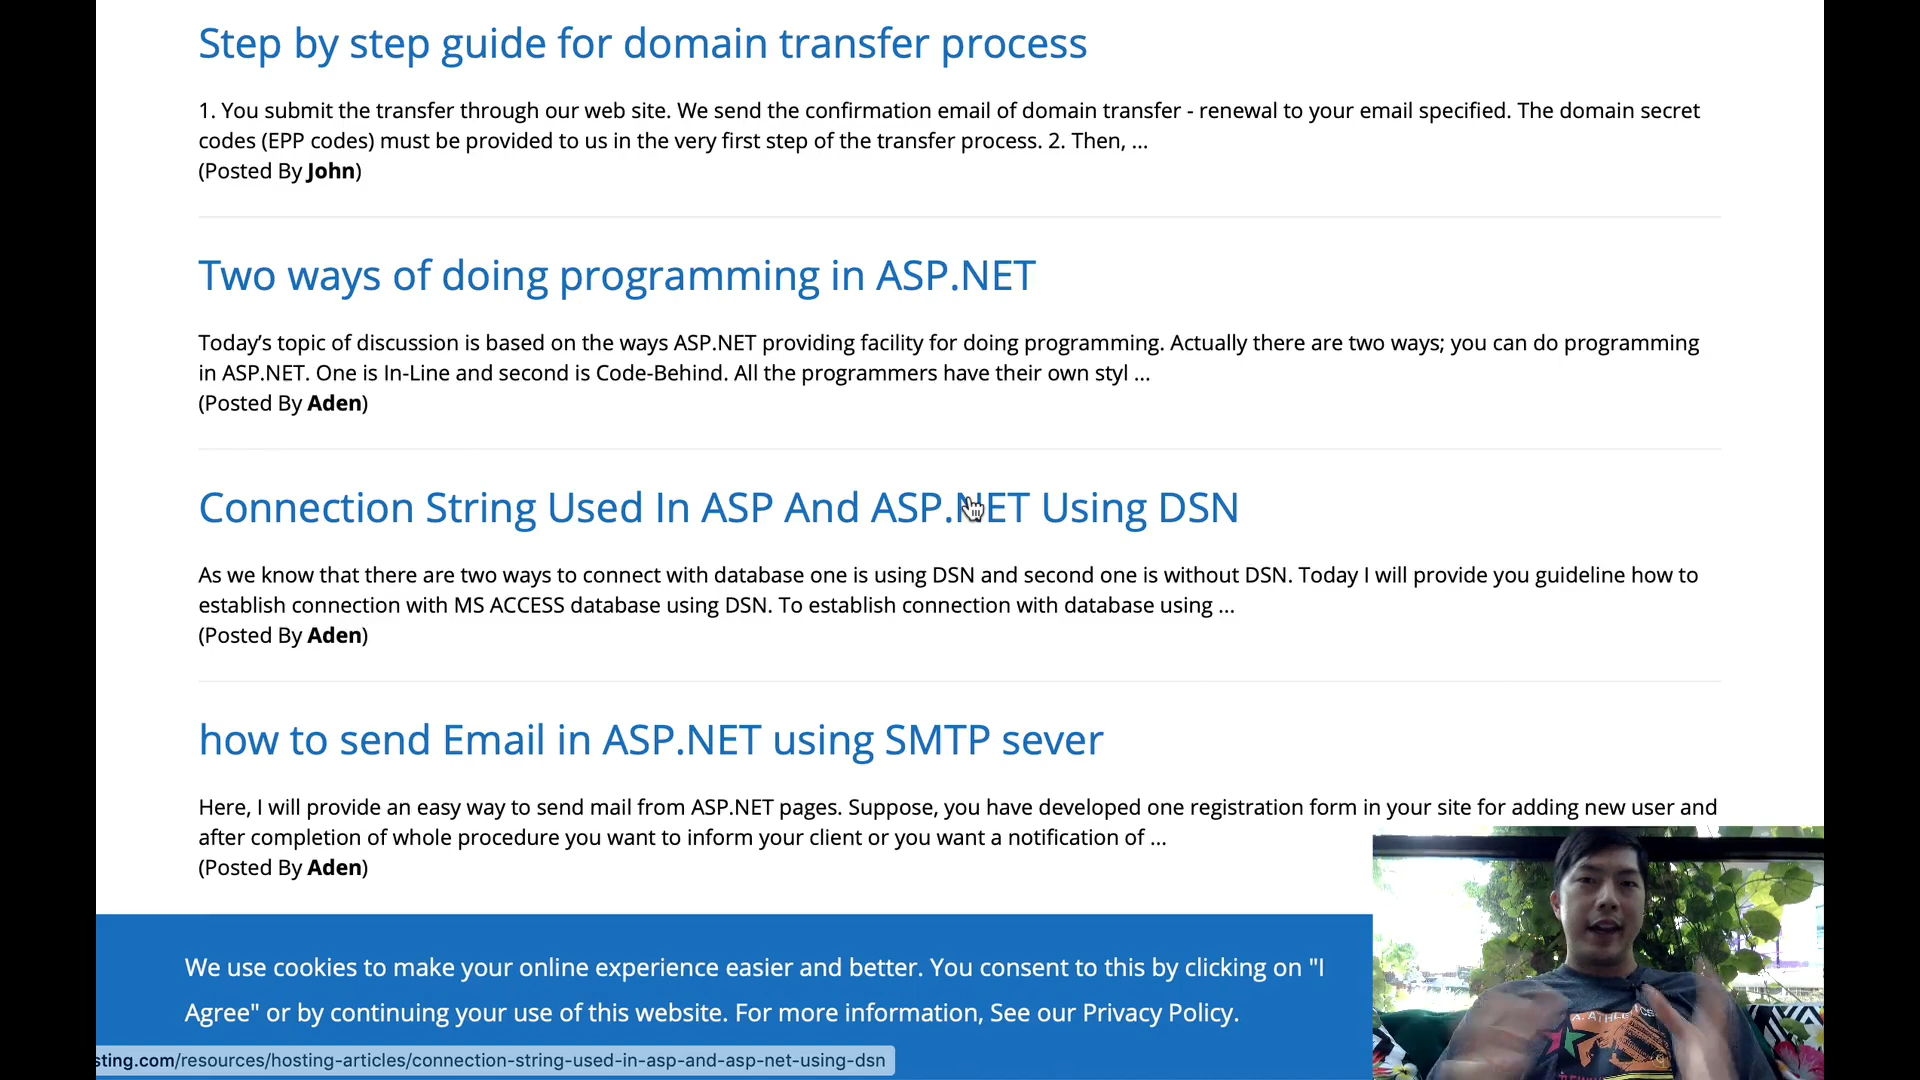 Step by step guide for domain transfer process
1. You submit the transfer through our web site. We send the confirmation email of domain transfer - renewal to your email specified. The domain secret
codes (EPP codes) must be provided to us in the very first step of the transfer process. 2. Then, ...
(Posted By John)
Two ways of doing programming in ASP.NET
Today’s topic of discussion is based on the ways ASP.NET providing facility for doing programming. Actually there are two ways; you can do programming
in ASP.NET. One is In-Line and second is Code-Behind. All the programmers have their own styl ...
(Posted By Aden)
Connection String Used In ASP And ASP.NET Using DSN
As we know that there are two ways to connect with database one is using DSN and second one is without DSN. Today I will provide you guideline how to
establish connection with MS ACCESS database using DSN. To establish connection with database using ...
(Posted By Aden)
how to send Email in ASP.NET using SMTP sever
Here, I will provide an easy way to send mail from ASP.NET pages. Suppose, you have developed one registration form in your site for adding new user and
after completion of whole procedure you want to inform your client or you want a notification of ...
(Posted By Aden)
We use cookies to make your online experience easier and better. You consent to this by clicking on "I
Agree" or by continuing your use of this website. For more information, See our Privacy Policy.
sting.com/resources/hosting-articles/connection-string-used-in-asp-and-asp-net-using-dsn